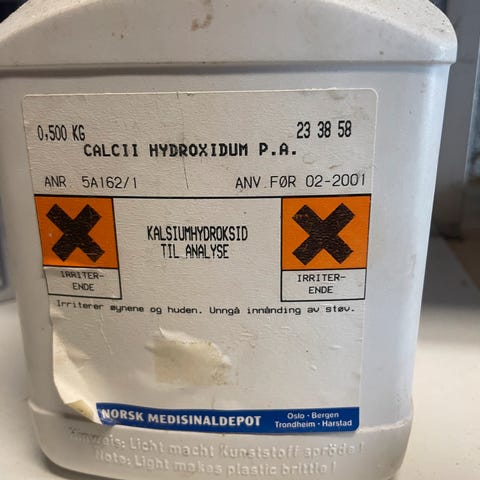 0,500 KG 23 38 58
CALCII HYDROXIDUM P.A.
ANR 5A162/1 ANV.FØR 02-2001
KALSIUMHYDROKSID
TIL ANALYSE
IRRITER-
ENDE
IRRITER-
ENDE
Irriterer øynene og huden. Unngå innånding av støv.
NORSK MEDISINALDEPOT
Oslo - Bergen
Trondheim - Harstad
Hinweis: Licht macht Kunststoff spröde!
Note: Light makes plastic brittle!